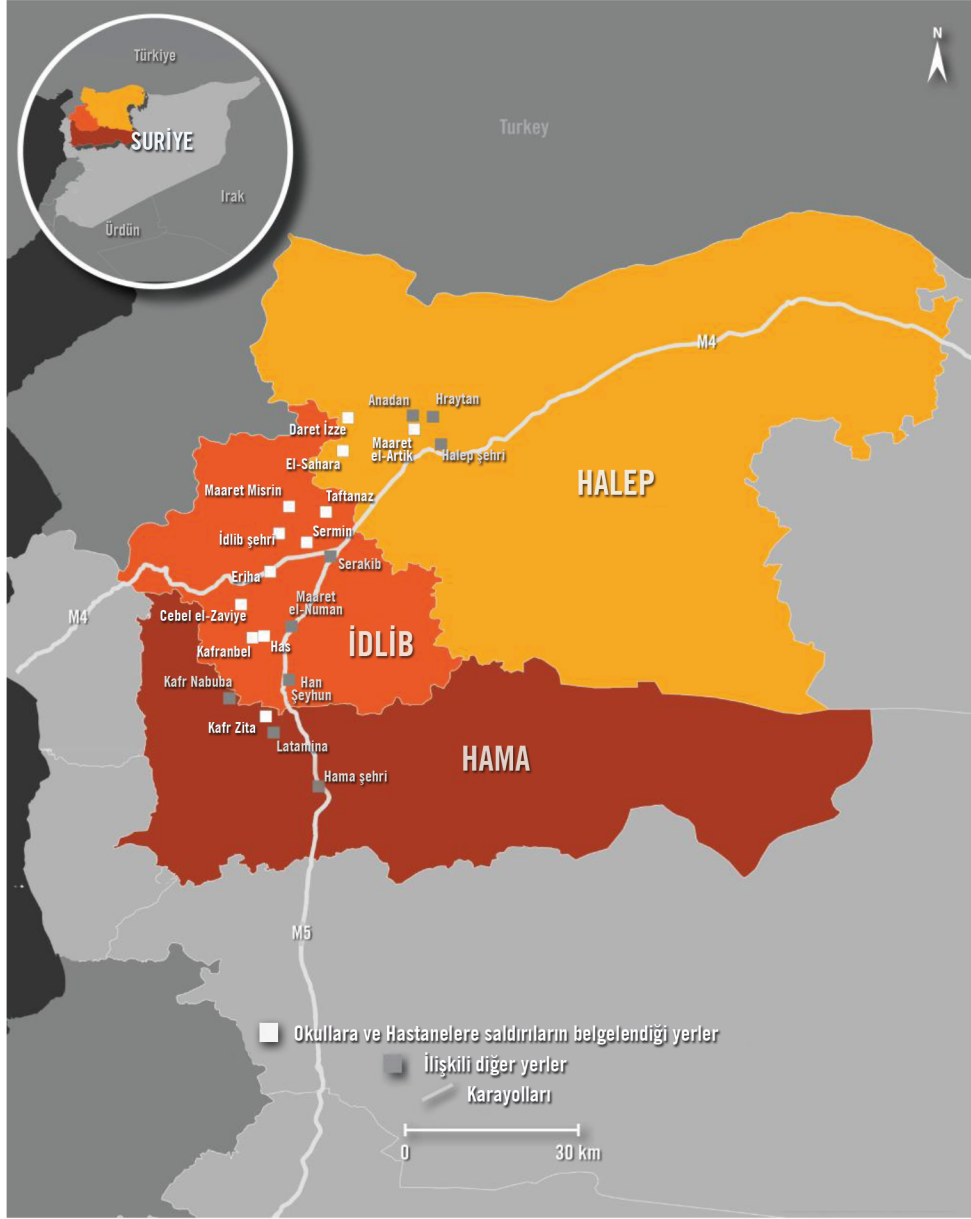 Türkiye
SURİYE
Irak
Ürdün
N
Turkey
M4
Anadan
Hraytan
Daret İzze
Maaret
el-Artik
Halep şehri
El-Sahara
HALEP
Maaret Misrin
Taftanaz
İdlib şehri
Sermin
Serakib
Eriha
Maaret
el-Numan
M4
Cebel el-Zaviye
Kafranbel
Has
İDLİB
Kafr Nabuba
Han
Şeyhun
Kafr Zita
Latamina
HAMA
Hama şehri
M5
Okullara ve Hastanelere saldırıların belgelendiği yerler
İlişkili diğer yerler
Karayolları
0
30 km